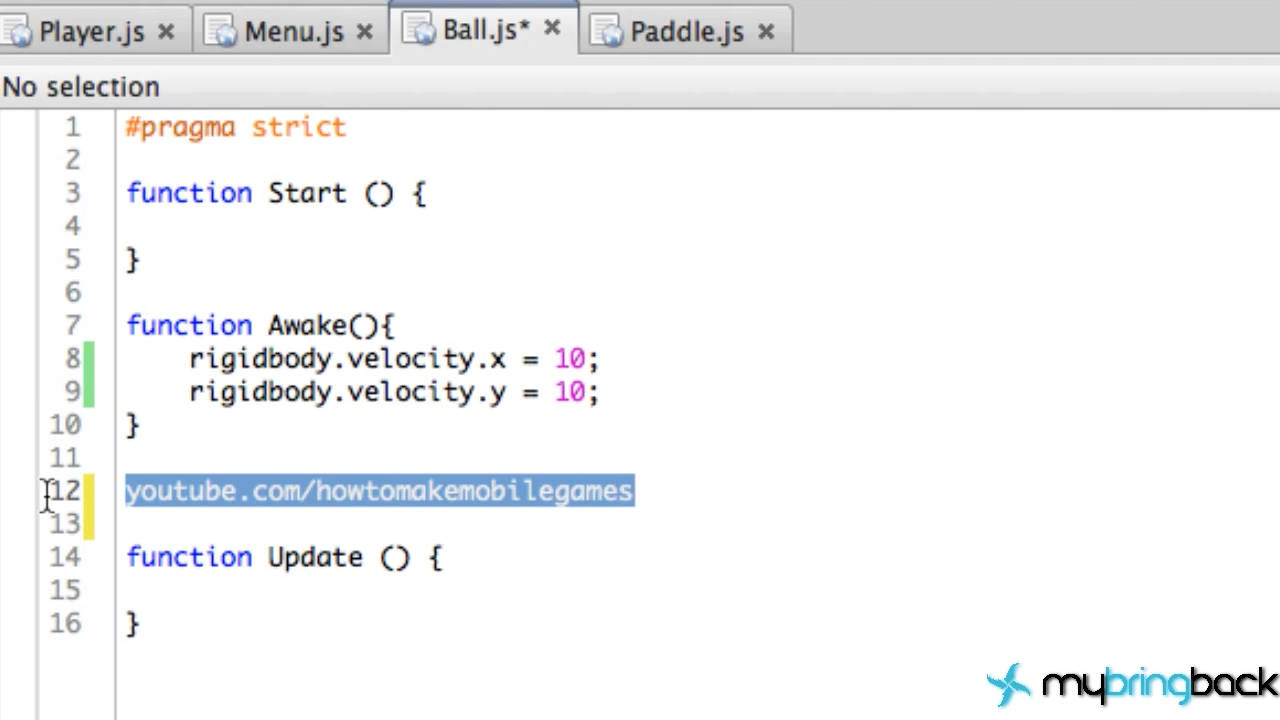 Player.js × Menu.js × Ball.js* × Paddle.js ×
No selection
1 #pragma strict
2
3 function Start () {
4
5 }
6
7 function Awake(){
8 rigidbody.velocity.x = 10;
9 rigidbody.velocity.y = 10;
10 }
11
12 youtube.com/howtomakemobilegames
13
14 function Update () {
15
16 }
mybringback